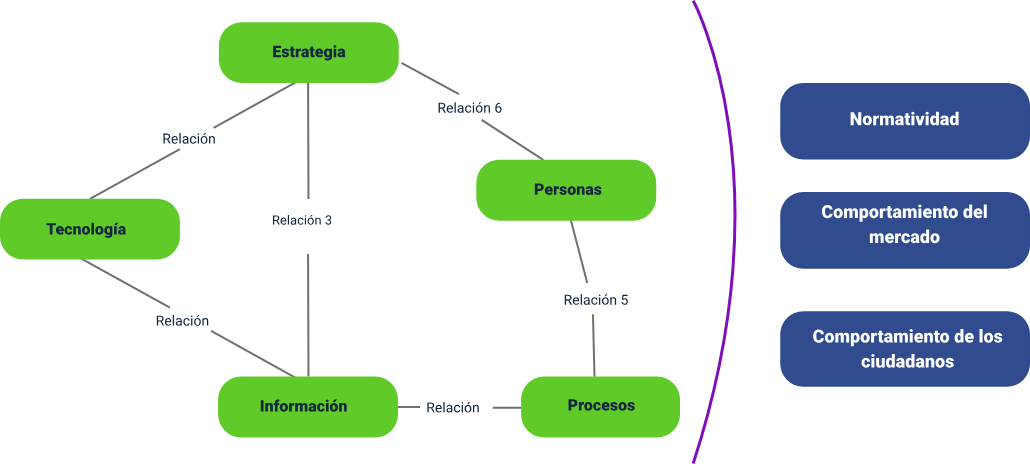 Estrategia
Relación 6
Relación
Personas
Tecnología
Relación 3
Relación 5
Relación
Información
Relación
Procesos
Normatividad
Comportamiento del
mercado
Comportamiento de los
ciudadanos